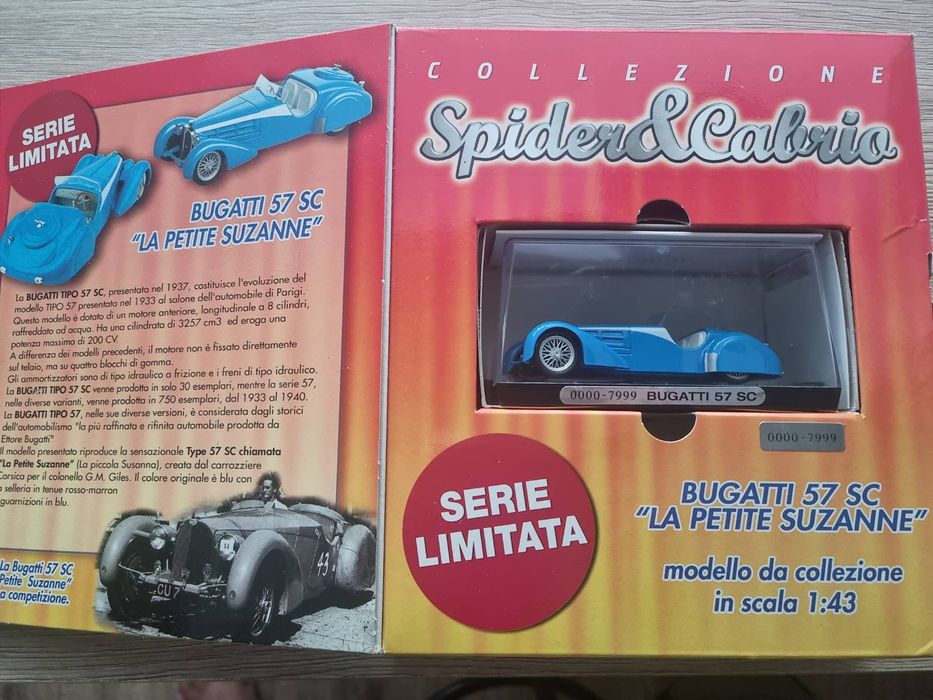 SERIE
LIMITATA
BUGATTI 57 SC
"LA PETITE SUZANNE"
La BUGATTI TIPO 57 SC, presentata nel 1937, costituisce l'evoluzione del
modello TIPO 57 presentata nel 1933 al salone dell'automobile di Parigi.
Questo modello è dotato di un motore anteriore, longitudinale a 8 cilindri,
raffreddato ad acqua. Ha una cilindrata di 3257 cm3 ed eroga una
potenza massima di 200 CV.
A differenza dei modelli precedenti, il motore non è fissato direttamente
sul telaio, ma su quattro blocchi di gomma.
Gli ammortizzatori sono di tipo idraulico a frizione e i freni di tipo idraulico.
La BUGATTI TIPO 57 SC venne prodotta in solo 30 esemplari, mentre la serie 57,
nelle diverse varianti, venne prodotta in 750 esemplari, dal 1933 al 1940.
La BUGATTI TIPO 57, nelle sue diverse versioni, è considerata dagli storici
dell'automobilismo "la più raffinata e rifinita automobile prodotta da
Ettore Bugatti"
Il modello presentato riproduce la sensazionale Type 57 SC chiamata
"La Petite Suzanne" (La piccola Susanna), creata dal carrozziere
Corsica per il colonello G.M. Giles. Il colore originale è blu con
a selleria in tenue rosso-marron
guarnizioni in blu.
La Bugatti 57 SC
Petite Suzanne"
a competizione.
43
CU 7
COLLEZIONE
Spider&Cabrio
0000-7999 BUGATTI 57 SC
0000-7999
SERIE
LIMITATA
BUGATTI 57 SC
"LA PETITE SUZANNE"
modello da collezione
in scala 1:43